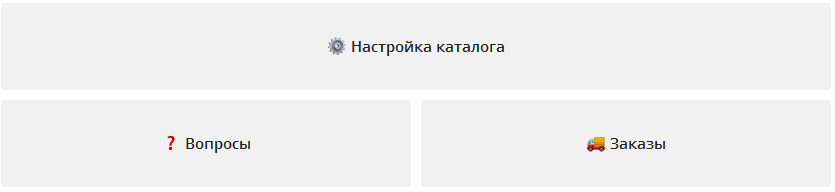 ⚙️ Настройка каталога
❓ Вопросы
🚚 Заказы